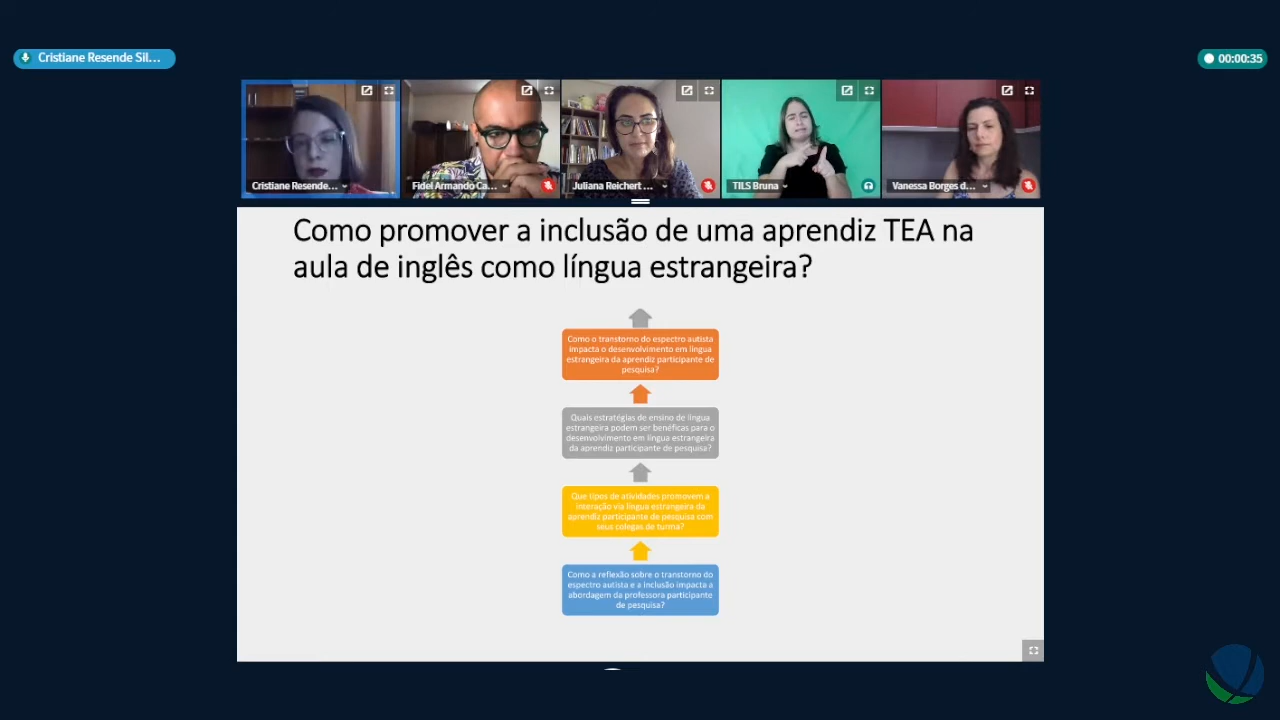 Cristiane Resende Sil...
00:00:35
Cristiane Resende...
Fidel Armando Ca...
Juliana Reichert ...
TILS Bruna
Vanessa Borges d...
Como promover a inclusão de uma aprendiz TEA na
aula de inglês como língua estrangeira?
Como o transtorno do espectro autista
impacta o desenvolvimento em língua
estrangeira da aprendiz participante de
pesquisa?
Quais estratégias de ensino de língua
estrangeira podem ser benéficas para o
desenvolvimento em língua estrangeira
da aprendiz participante de pesquisa?
Que tipos de atividades promovem a
interação via língua estrangeira da
aprendiz participante de pesquisa com
seus colegas de turma?
Como a reflexão sobre o transtorno do
espectro autista e a inclusão impacta a
abordagem da professora participante
de pesquisa?